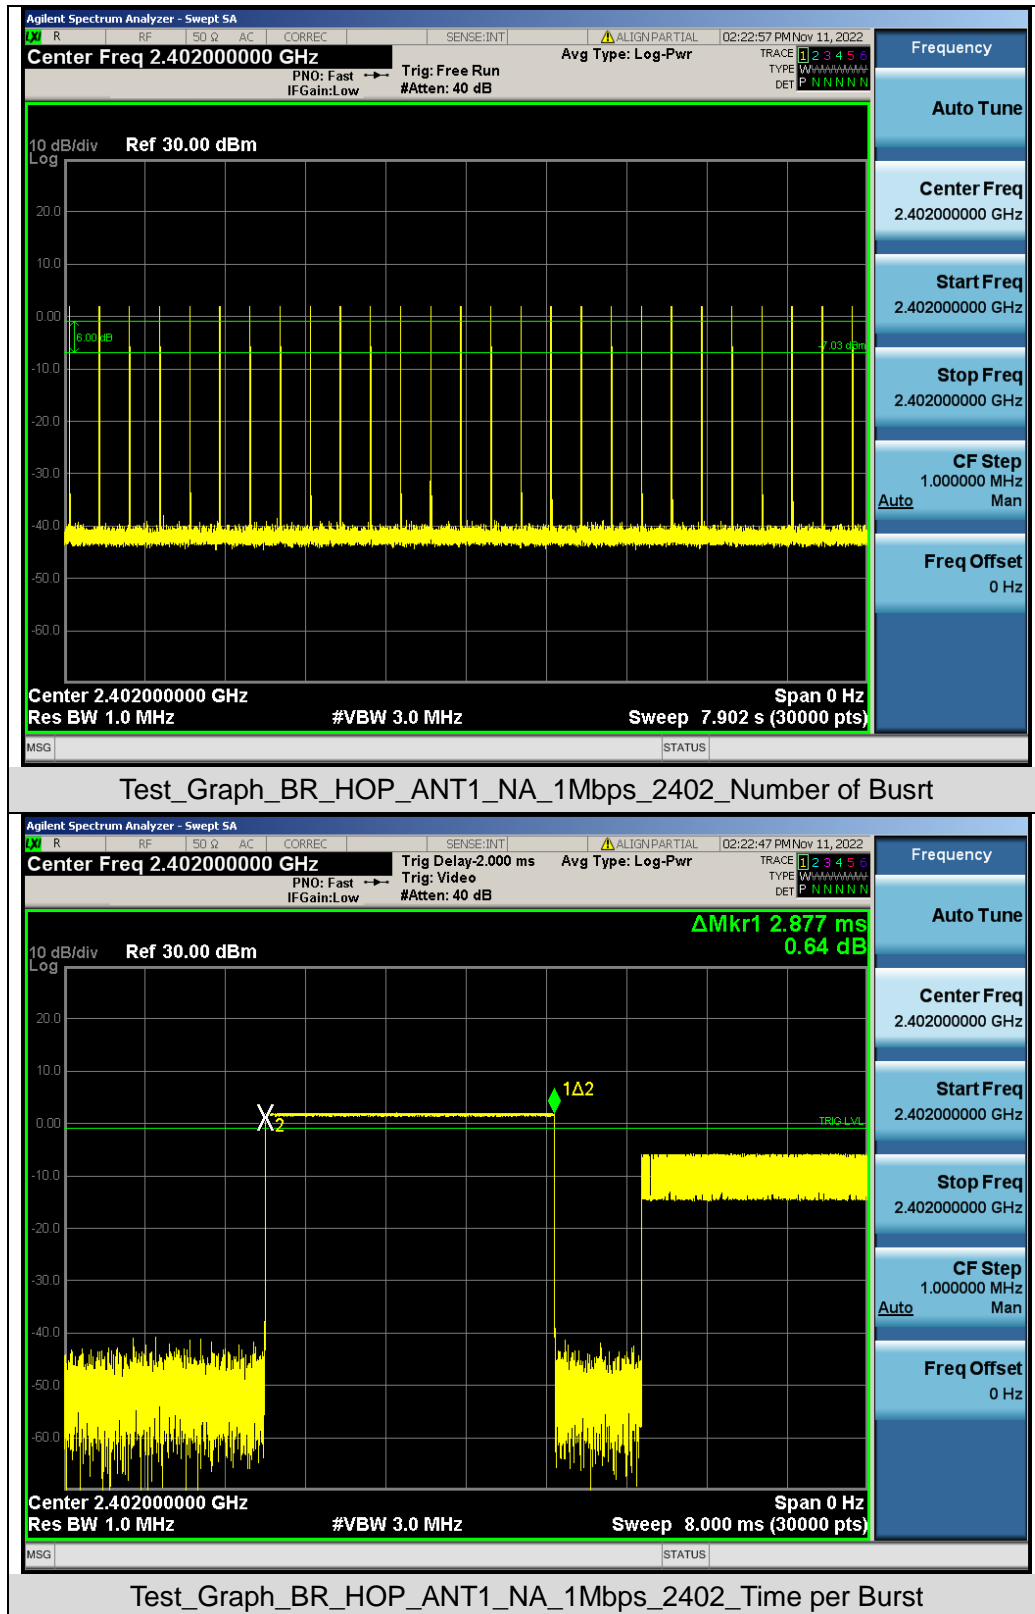 Agilent Spectrum Analyzer - Swept SA
LXI R RF 50 Ω AC CORREC SENSE:INT ALIGN PARTIAL 02:22:57 PM Nov 11, 2022
Center Freq 2.402000000 GHz
PNO: Fast
IFGain:Low
Trig: Free Run
#Atten: 40 dB
Avg Type: Log-Pwr
TRACE 1 2 3 4 5 6
TYPE
DET P N N N N N
10 dB/div
Log
Ref 30.00 dBm
20.0
10.0
0.00
6.00 dB
-7.03 dBm
-10.0
-20.0
-30.0
-40.0
-50.0
-60.0
Center 2.402000000 GHz
Span 0 Hz
Res BW 1.0 MHz
#VBW 3.0 MHz
Sweep 7.902 s (30000 pts)
MSG
STATUS
Frequency
Auto Tune
Center Freq
2.402000000 GHz
Start Freq
2.402000000 GHz
Stop Freq
2.402000000 GHz
CF Step
1.000000 MHz
Auto Man
Freq Offset
0 Hz
Test_Graph_BR_HOP_ANT1_NA_1Mbps_2402_Number of Busrt
Agilent Spectrum Analyzer - Swept SA
LXI R RF 50 Ω AC CORREC SENSE:INT ALIGN PARTIAL 02:22:47 PM Nov 11, 2022
Center Freq 2.402000000 GHz
PNO: Fast
IFGain:Low
Trig Delay-2.000 ms
Trig: Video
#Atten: 40 dB
Avg Type: Log-Pwr
TRACE 1 2 3 4 5 6
TYPE
DET P N N N N N
ΔMkr1 2.877 ms
0.64 dB
10 dB/div
Log
Ref 30.00 dBm
20.0
10.0
0.00
1Δ2
X2
TRIG LVL
-10.0
-20.0
-30.0
-40.0
-50.0
-60.0
Center 2.402000000 GHz
Span 0 Hz
Res BW 1.0 MHz
#VBW 3.0 MHz
Sweep 8.000 ms (30000 pts)
MSG
STATUS
Frequency
Auto Tune
Center Freq
2.402000000 GHz
Start Freq
2.402000000 GHz
Stop Freq
2.402000000 GHz
CF Step
1.000000 MHz
Auto Man
Freq Offset
0 Hz
Test_Graph_BR_HOP_ANT1_NA_1Mbps_2402_Time per Burst